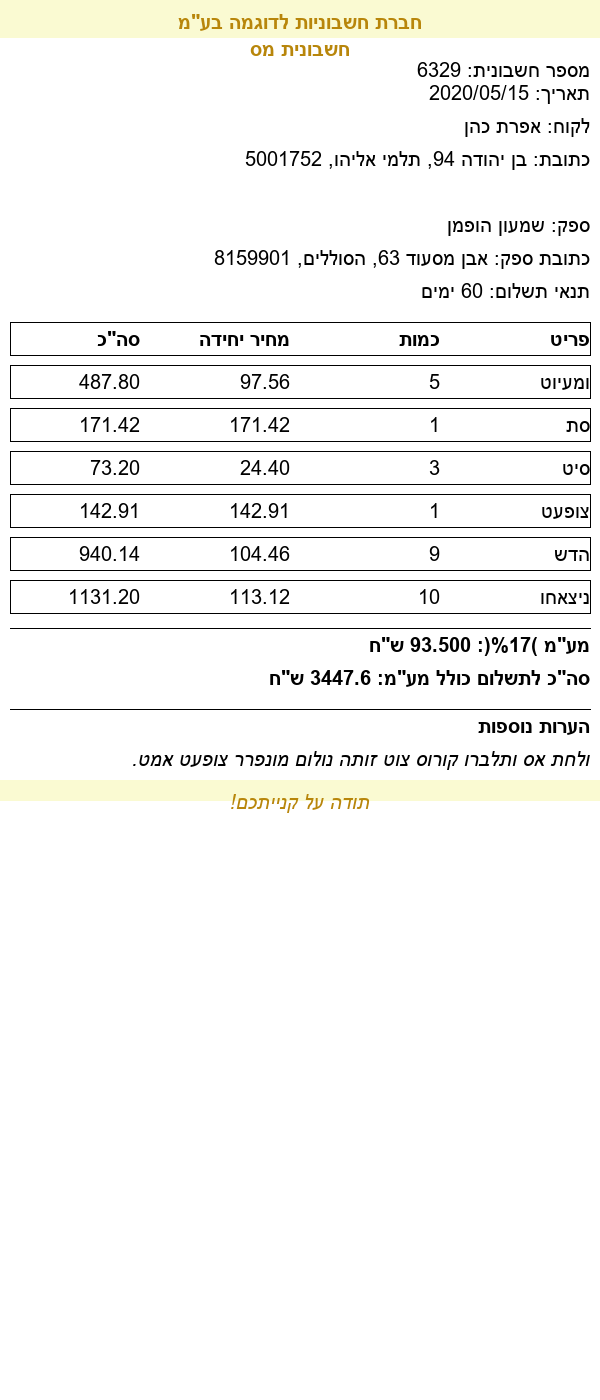 חברת חשבוניות לדוגמה בע"מ
חשבונית מס
מספר חשבונית: 6329
תאריך: 2020/05/15
לקוח: אפרת כהן
כתובת: בן יהודה 94, תלמי אליהו, 5001752
ספק: שמעון הופמן
כתובת ספק: אבן מסעוד 63, הסוללים, 8159901
תנאי תשלום: 60 ימים
פריט כמות מחיר יחידה סה"כ
ומעיוט 5 97.56 487.80
סת 1 171.42 171.42
סיט 3 24.40 73.20
צופעט 1 142.91 142.91
הדש 9 104.46 940.14
ניצאחו 10 113.12 1131.20
מע"מ )17%(: 93.500 ש"ח
סה"כ לתשלום כולל מע"מ: 3447.6 ש"ח
הערות נוספות
ולחת אס ותלברו קורוס צוט זותה נולום מונפרר צופעט אמט.
תודה על קנייתכם!